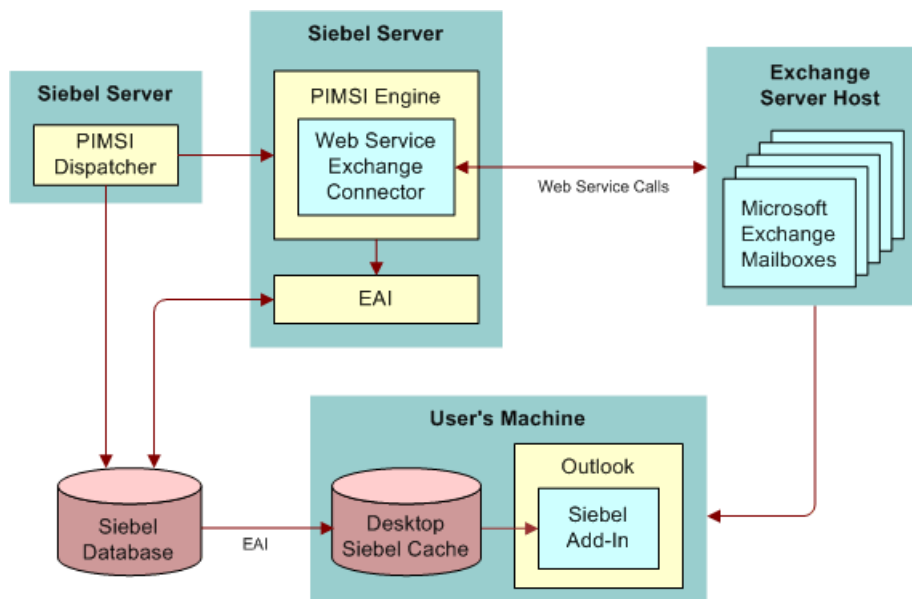 Siebel Server
PIMSI
Dispatcher
Siebel Server
PIMSI Engine
Web Service
Exchange
Connector
EAI
Web Service Calls
Exchange
Server Host
Microsoft
Exchange
Mailboxes
Siebel
Database
EAI
User's Machine
Desktop
Siebel Cache
Outlook
Siebel
Add-In